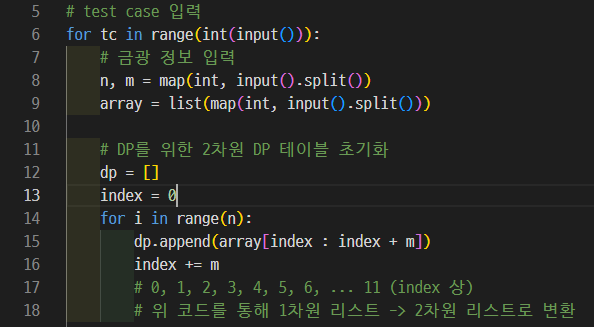 5 # test case 입력
6 for tc in range(int(input())):
7     # 금광 정보 입력
8     n, m = map(int, input().split())
9     array = list(map(int, input().split()))
10
11     # DP를 위한 2차원 DP 테이블 초기화
12     dp = []
13     index = 0
14     for i in range(n):
15         dp.append(array[index : index + m])
16         index += m
17         # 0, 1, 2, 3, 4, 5, 6, ... 11 (index 상)
18         # 위 코드를 통해 1차원 리스트 -> 2차원 리스트로 변환